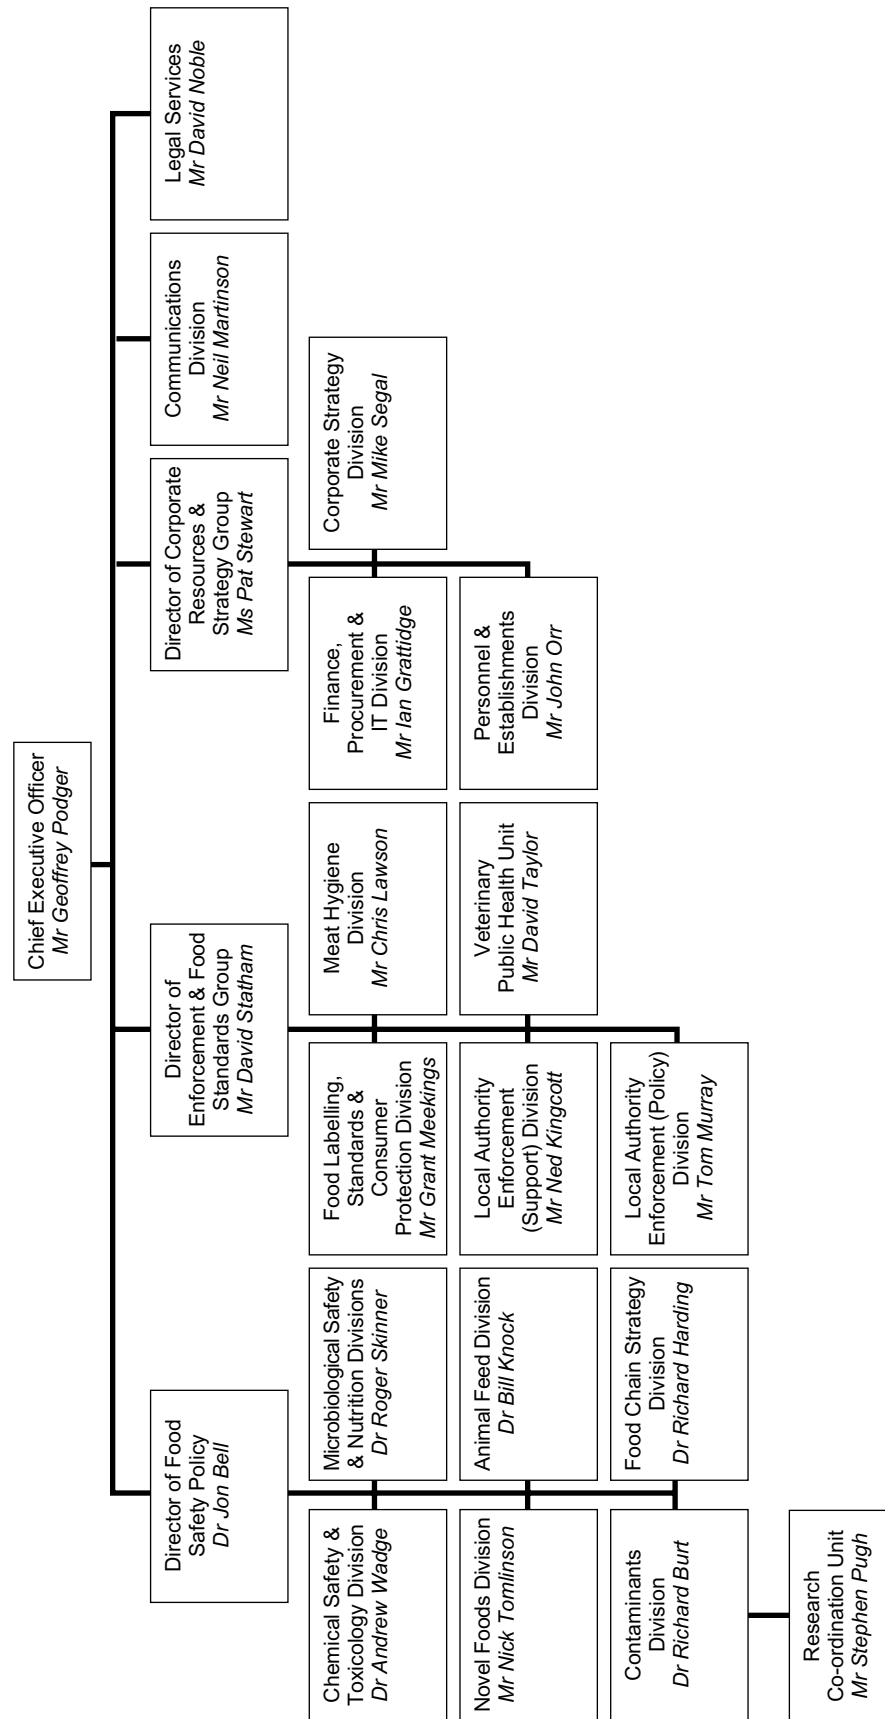 Chief Executive Officer
Mr Geoffrey Podger
Director of Food
Safety Policy
Dr Jon Bell
Director of
Enforcement & Food
Standards Group
Mr David Statham
Director of Corporate
Resources &
Strategy Group
Ms Pat Stewart
Communications
Division
Mr Neil Martinson
Legal Services
Mr David Noble
Chemical Safety &
Toxicology Division
Dr Andrew Wadge
Microbiological Safety
& Nutrition Divisions
Dr Roger Skinner
Food Labelling,
Standards &
Consumer
Protection Division
Mr Grant Meekings
Meat Hygiene
Division
Mr Chris Lawson
Finance,
Procurement &
IT Division
Mr Ian Grattidge
Corporate Strategy
Division
Mr Mike Segal
Novel Foods Division
Mr Nick Tomlinson
Animal Feed Division
Dr Bill Knock
Local Authority
Enforcement
(Support) Division
Mr Ned Kingcott
Veterinary
Public Health Unit
Mr David Taylor
Personnel &
Establishments
Division
Mr John Orr
Contaminants
Division
Dr Richard Burt
Food Chain Strategy
Division
Dr Richard Harding
Local Authority
Enforcement (Policy)
Division
Mr Tom Murray
Research
Co-ordination Unit
Mr Stephen Pugh